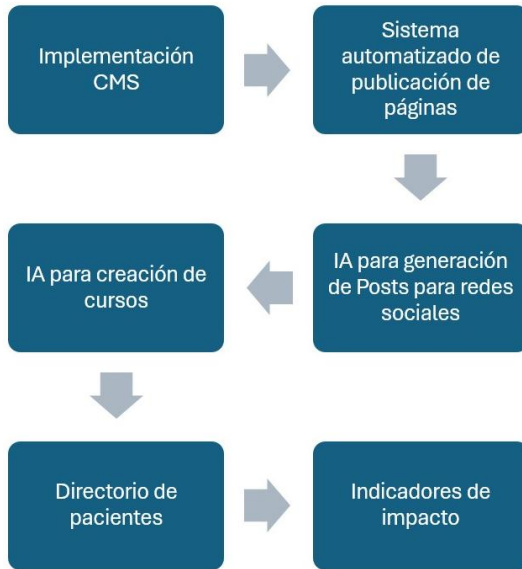 Implementación
CMS
Sistema
automatizado de
publicación de
páginas
IA para generación
de Posts para redes
sociales
IA para creación de
cursos
Directorio de
pacientes
Indicadores de
impacto